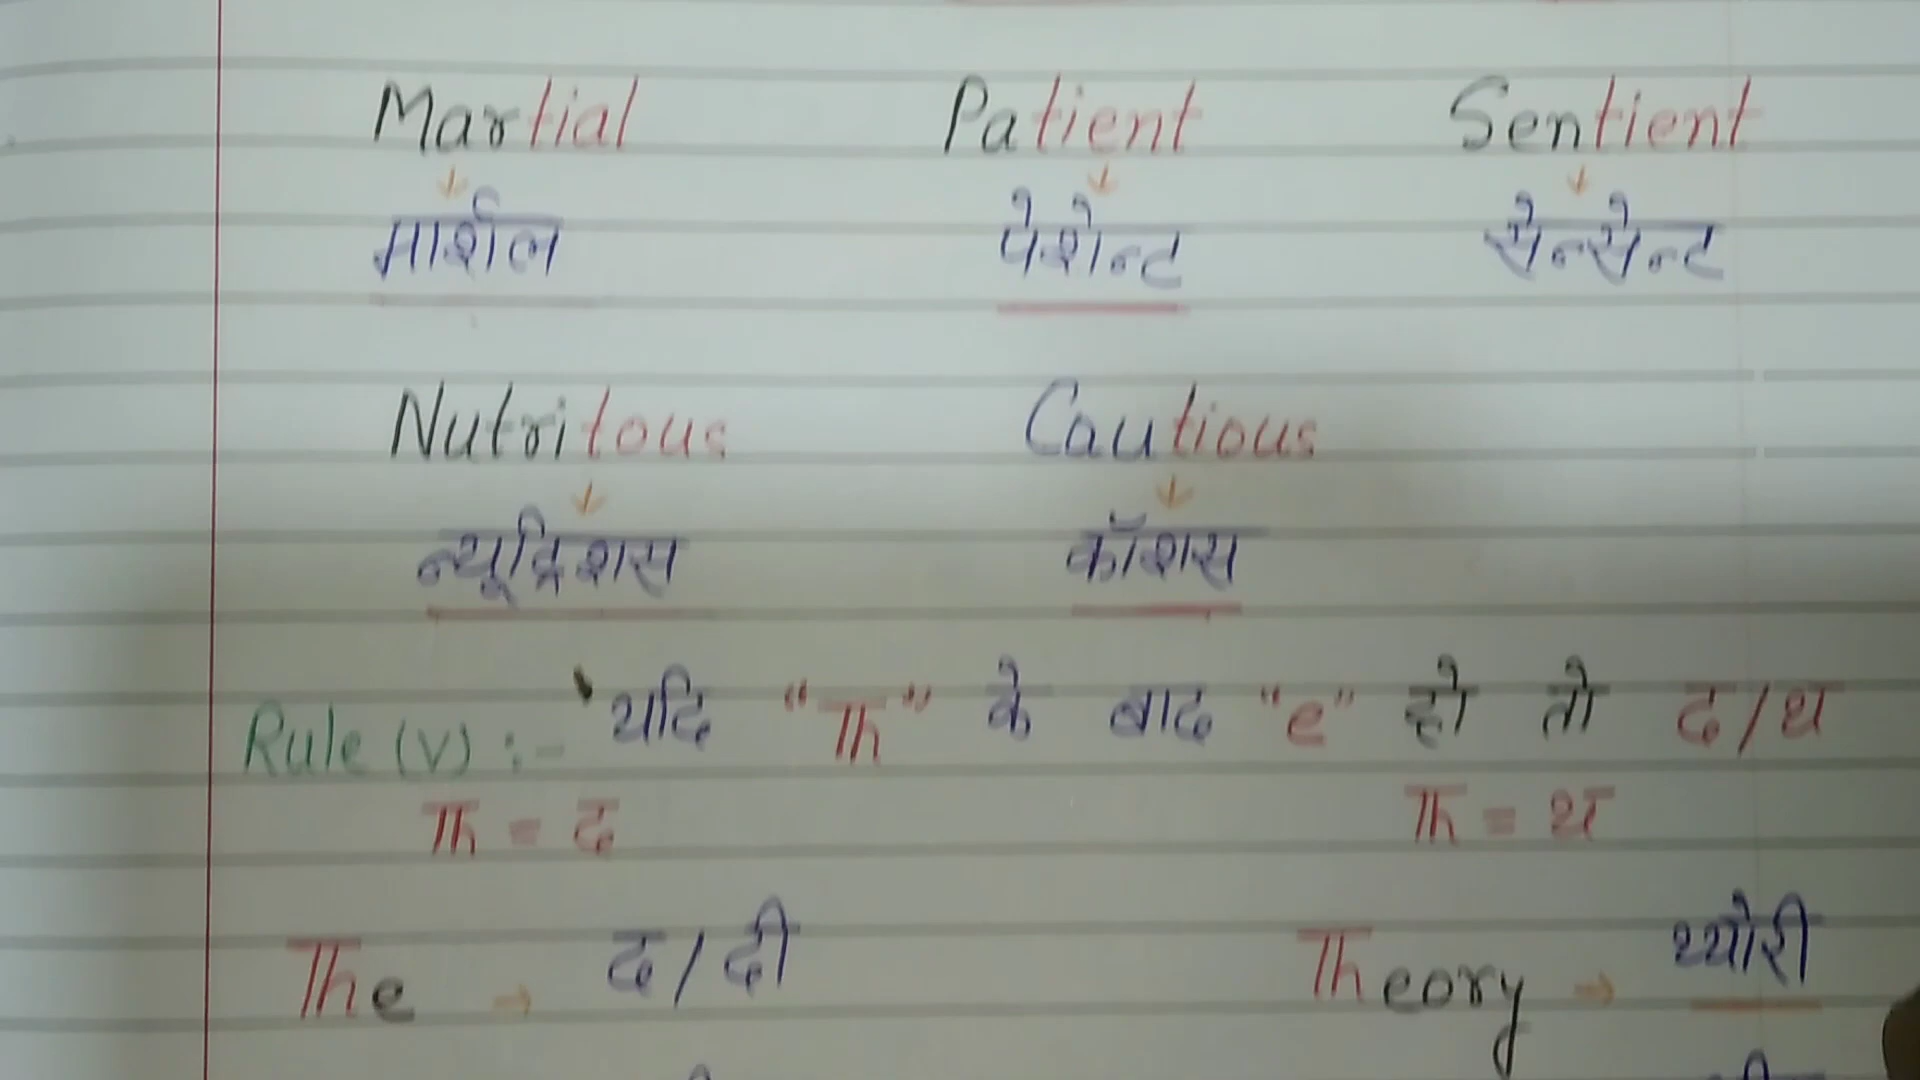 Martial Patient Sentient
↓ ↓ ↓
मार्शल पेशेन्ट सेन्सेन्ट
Nutritous Cautious
↓ ↓
न्यूट्रिशस कॉशस
Rule (v) :- यदि "Th" के बाद "e" हो तो द/थ
Th = द Th = थ
The → द/दी Theory → थ्योरी